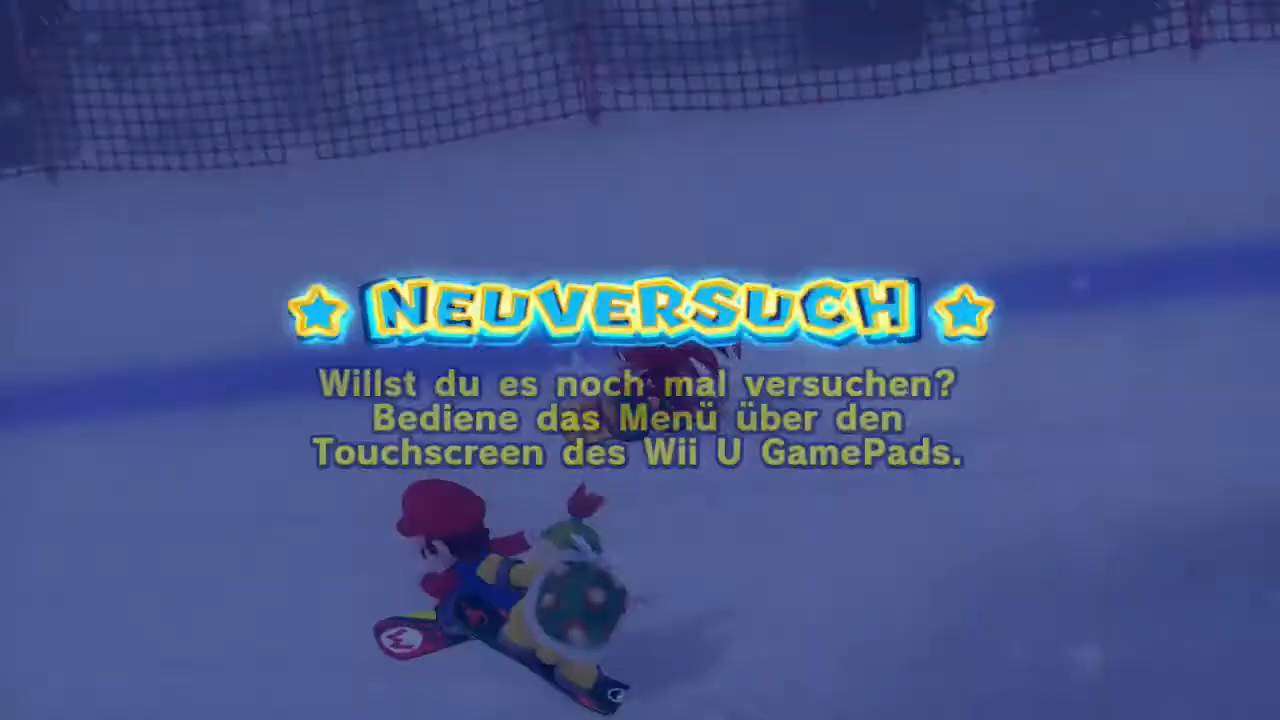 NEUVERSUCH
Willst du es noch mal versuchen?
Bediene das Menü über den
Touchscreen des Wii U GamePads.